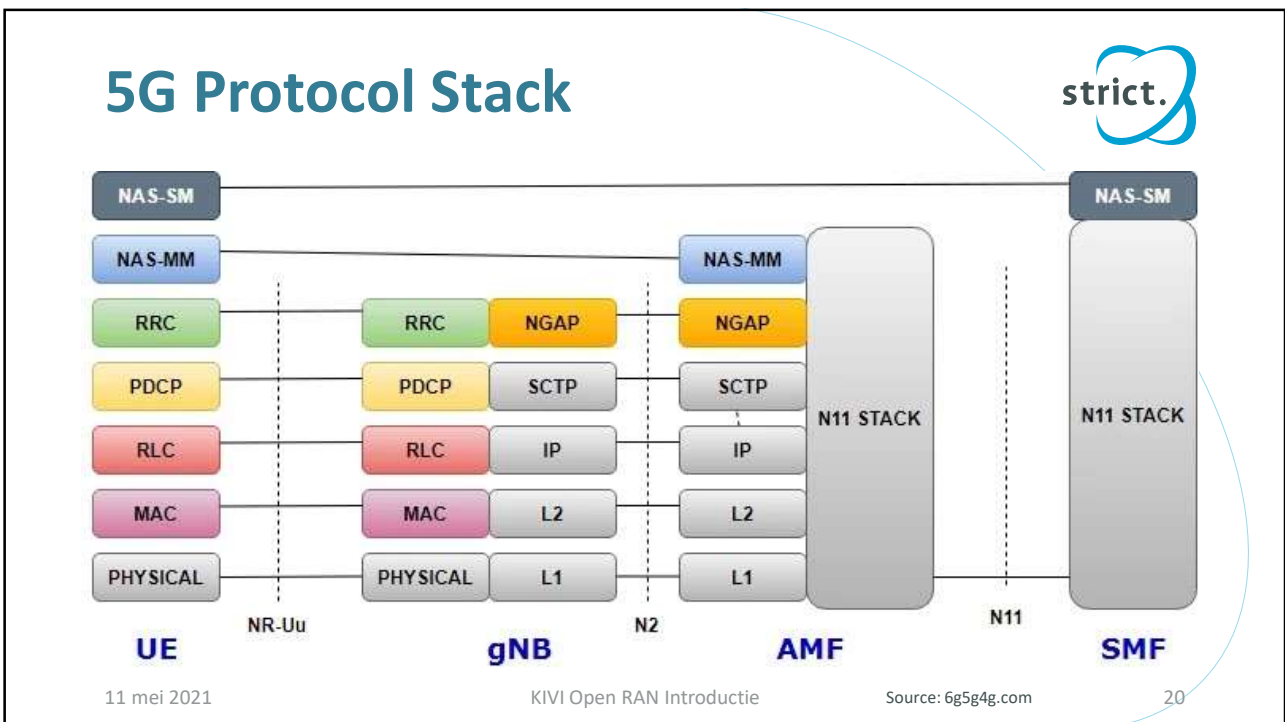 5G Protocol Stack
strict.
NAS-SM NAS-SM
NAS-MM NAS-MM
RRC RRC NGAP NGAP
PDCP PDCP SCTP SCTP
N11 STACK N11 STACK
RLC RLC IP IP
MAC MAC L2 L2
PHYSICAL PHYSICAL L1 L1
NR-Uu N2 N11
UE gNB AMF SMF
11 mei 2021 KIVI Open RAN Introductie Source: 6g5g4g.com 20